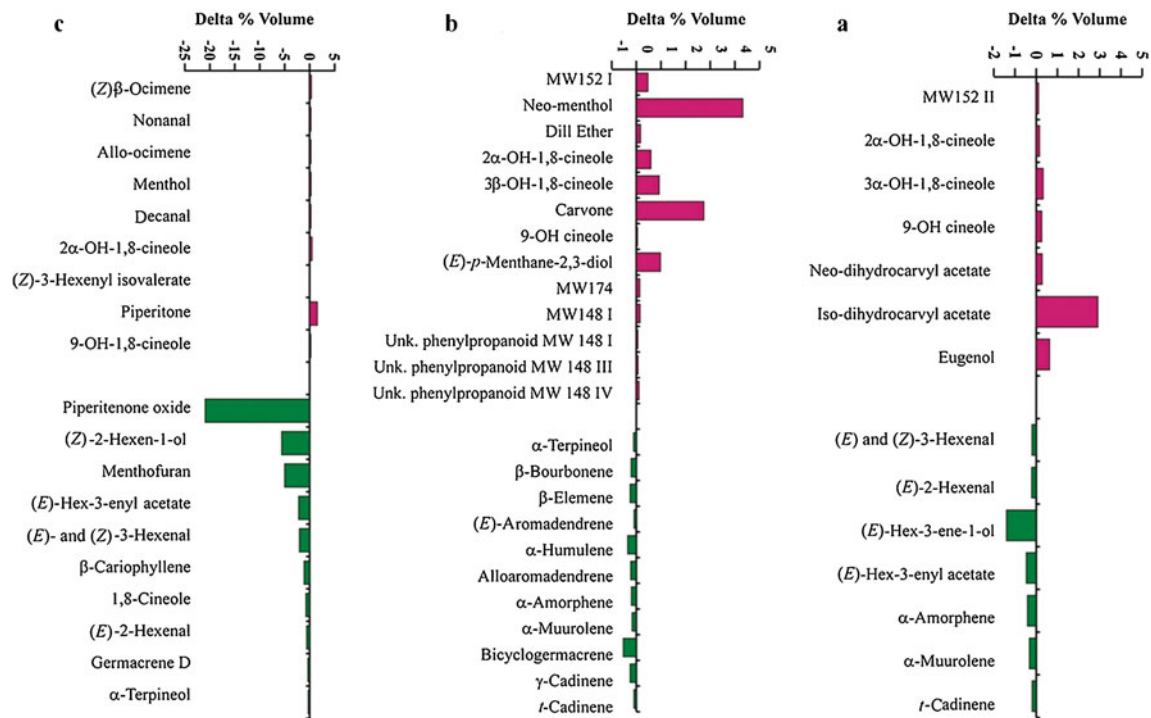 c
Delta % Volume
-25 -20 -15 -10 -5 0 5
(Z)β-Ocimene
Nonanal
Allo-ocimene
Menthol
Decanal
2α-OH-1,8-cineole
(Z)-3-Hexenyl isovalerate
Piperitone
9-OH-1,8-cineole
Piperitenone oxide
(Z)-2-Hexen-1-ol
Menthofuran
(E)-Hex-3-enyl acetate
(E)- and (Z)-3-Hexenal
β-Cariophyllene
1,8-Cineole
(E)-2-Hexenal
Germacrene D
α-Terpineol
b
Delta % Volume
-1 0 1 2 3 4 5
MW152 I
Neo-menthol
Dill Ether
2α-OH-1,8-cineole
3β-OH-1,8-cineole
Carvone
9-OH cineole
(E)-p-Menthane-2,3-diol
MW174
MW148 I
Unk. phenylpropanoid MW 148 I
Unk. phenylpropanoid MW 148 III
Unk. phenylpropanoid MW 148 IV
α-Terpineol
β-Bourbonene
β-Elemene
(E)-Aromadendrene
α-Humulene
Alloaromadendrene
α-Amorphene
α-Muurolene
Bicyclogermacrene
γ-Cadinene
t-Cadinene
a
Delta % Volume
-2 -1 0 1 2 3 4 5
MW152 II
2α-OH-1,8-cineole
3α-OH-1,8-cineole
9-OH cineole
Neo-dihydrocarvyl acetate
Iso-dihydrocarvyl acetate
Eugenol
(E) and (Z)-3-Hexenal
(E)-2-Hexenal
(E)-Hex-3-ene-1-ol
(E)-Hex-3-enyl acetate
α-Amorphene
α-Muurolene
t-Cadinene